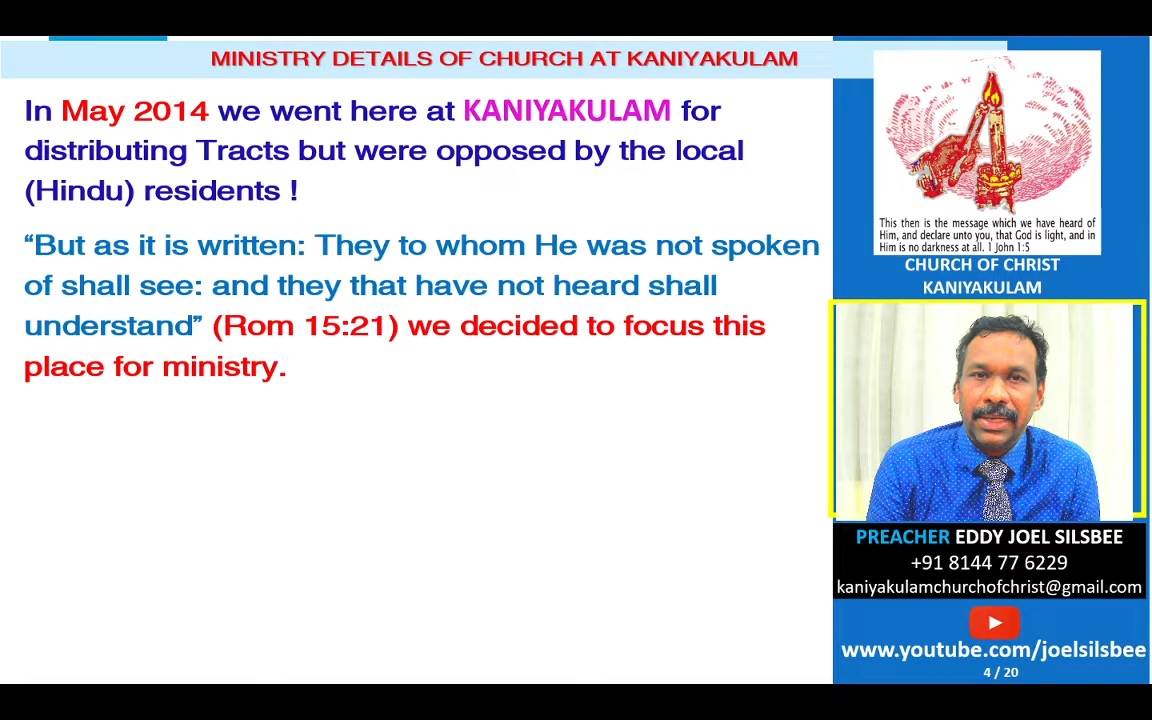 MINISTRY DETAILS OF CHURCH AT KANIYAKULAM
In May 2014 we went here at KANIYAKULAM for
distributing Tracts but were opposed by the local
(Hindu) residents !
“But as it is written: They to whom He was not spoken
of shall see: and they that have not heard shall
understand” (Rom 15:21) we decided to focus this
place for ministry.
This then is the message which we have heard of
Him, and declare unto you, that God is light, and in
Him is no darkness at all. 1 John 1:5
CHURCH OF CHRIST
KANIYAKULAM
PREACHER EDDY JOEL SILSBEE
+91 8144 77 6229
kaniyakulamchurchofchrist@gmail.com
www.youtube.com/joelsilsbee
4 / 20